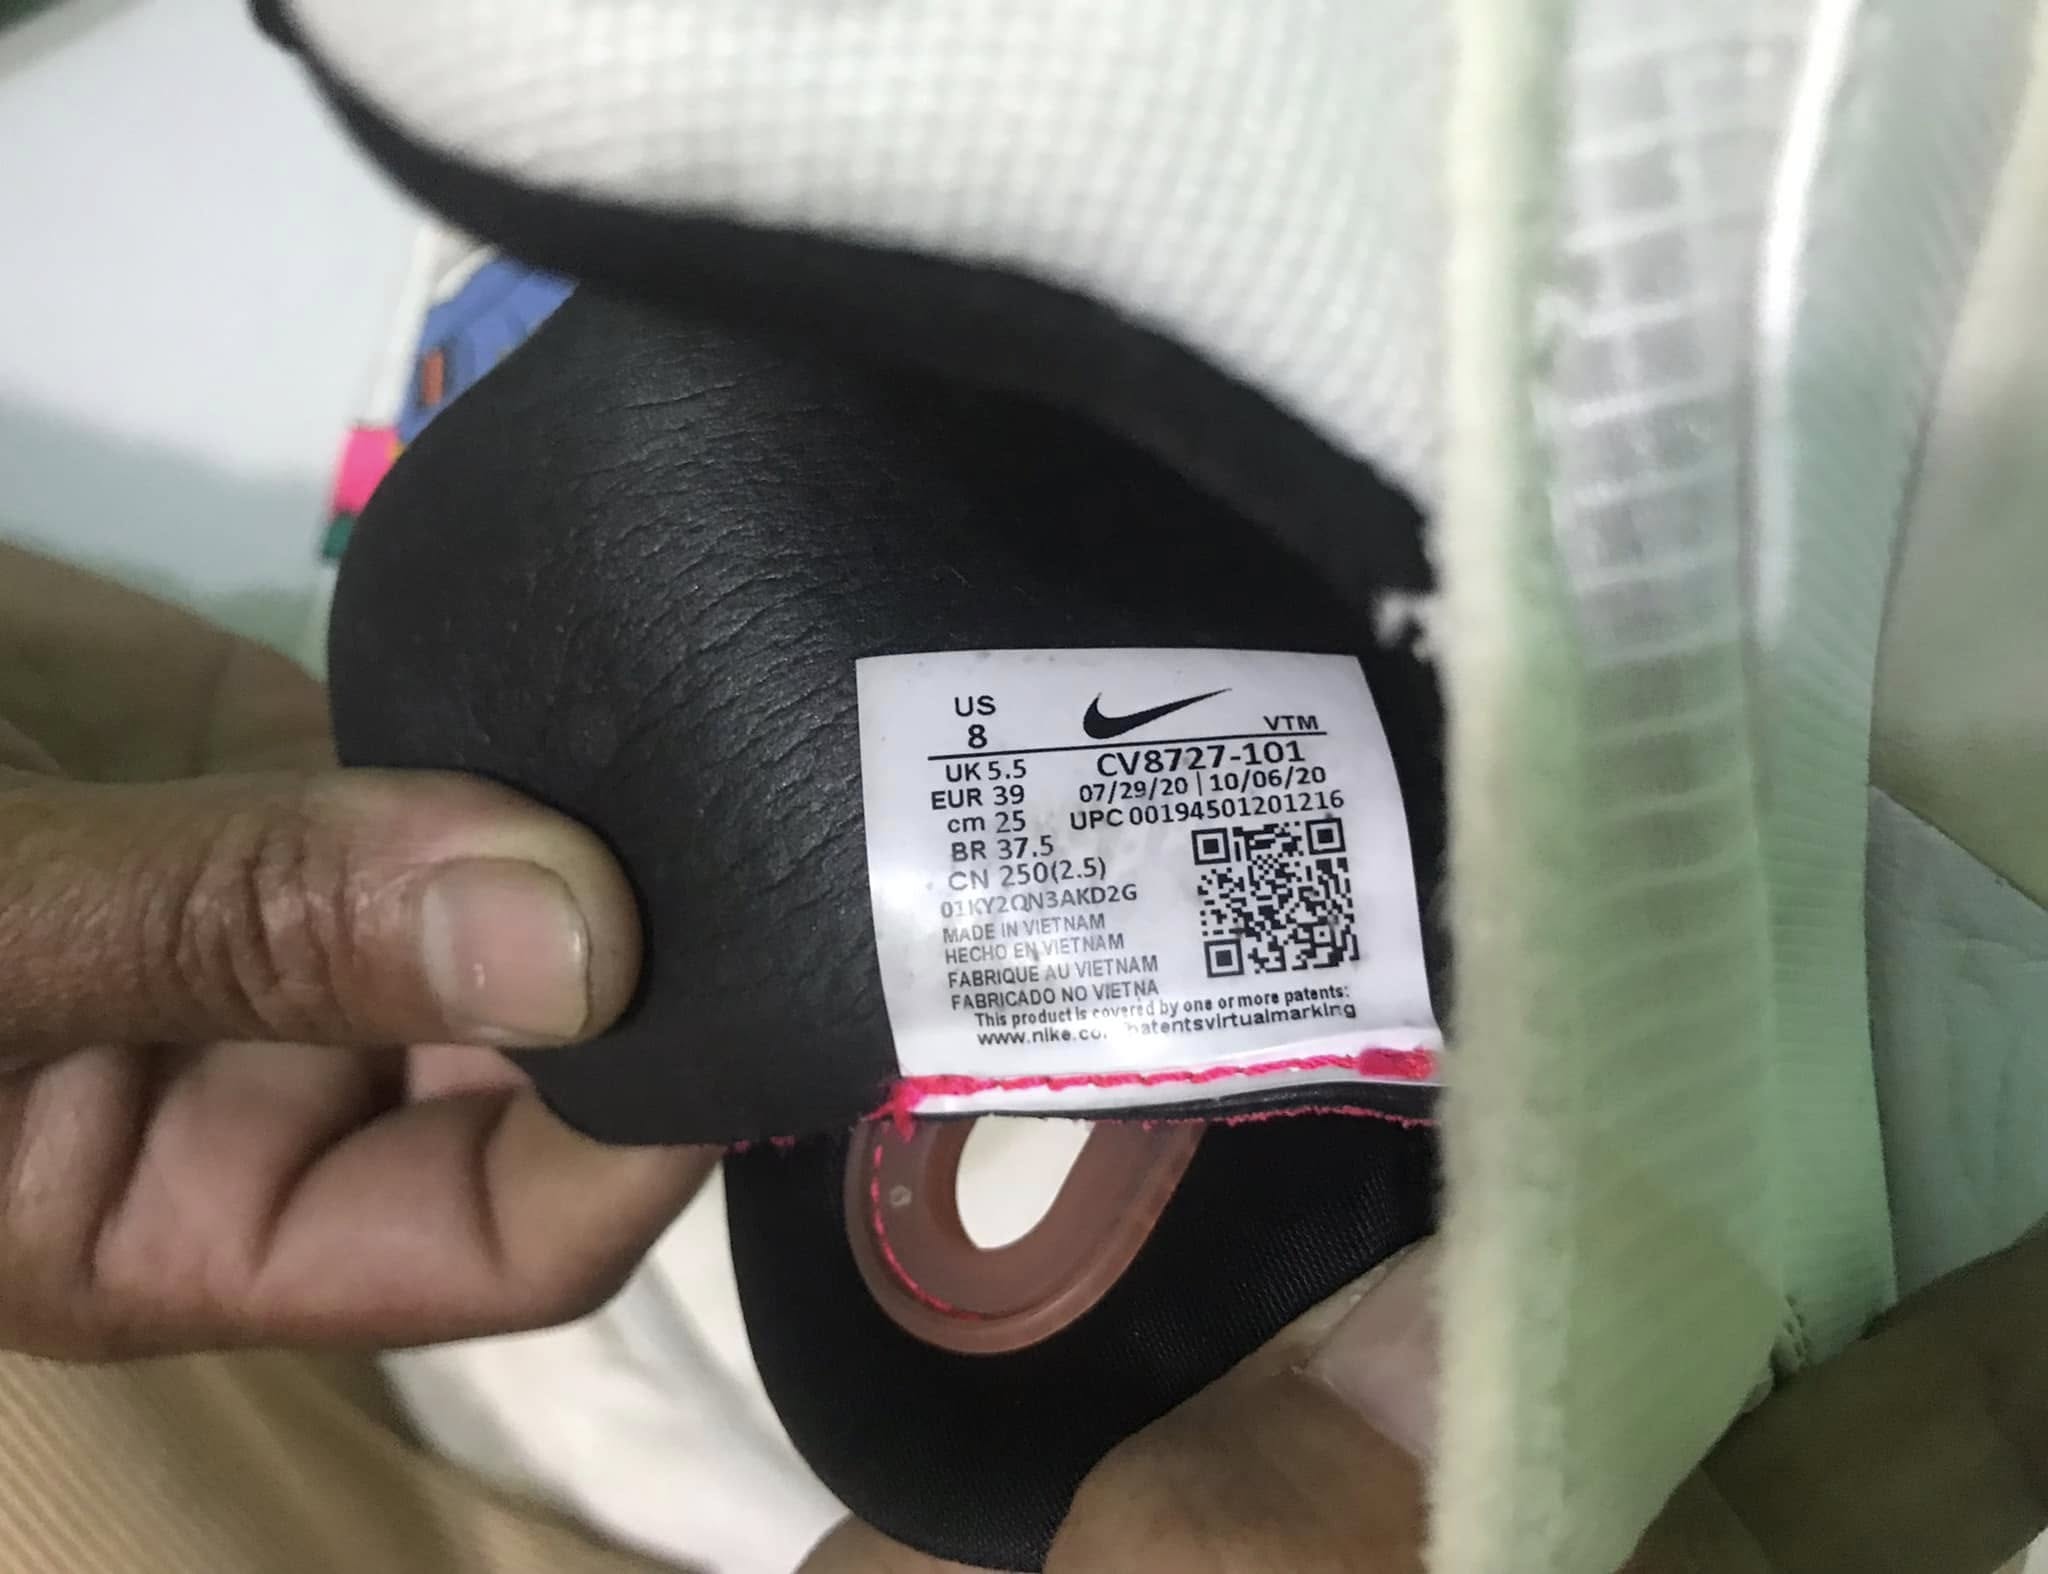 US
8
VTM
UK 5.5
CV8727-101
EUR 39
07/29/20 | 10/06/20
cm 25
UPC 00194501201216
BR 37.5
CN 250(2.5)
01KY2QN3AKD2G
MADE IN VIETNAM
HECHO EN VIETNAM
FABRIQUE AU VIETNAM
FABRICADO NO VIETNA
This product is covered by one or more patents:
www.nike.co patentsvirtualmarking